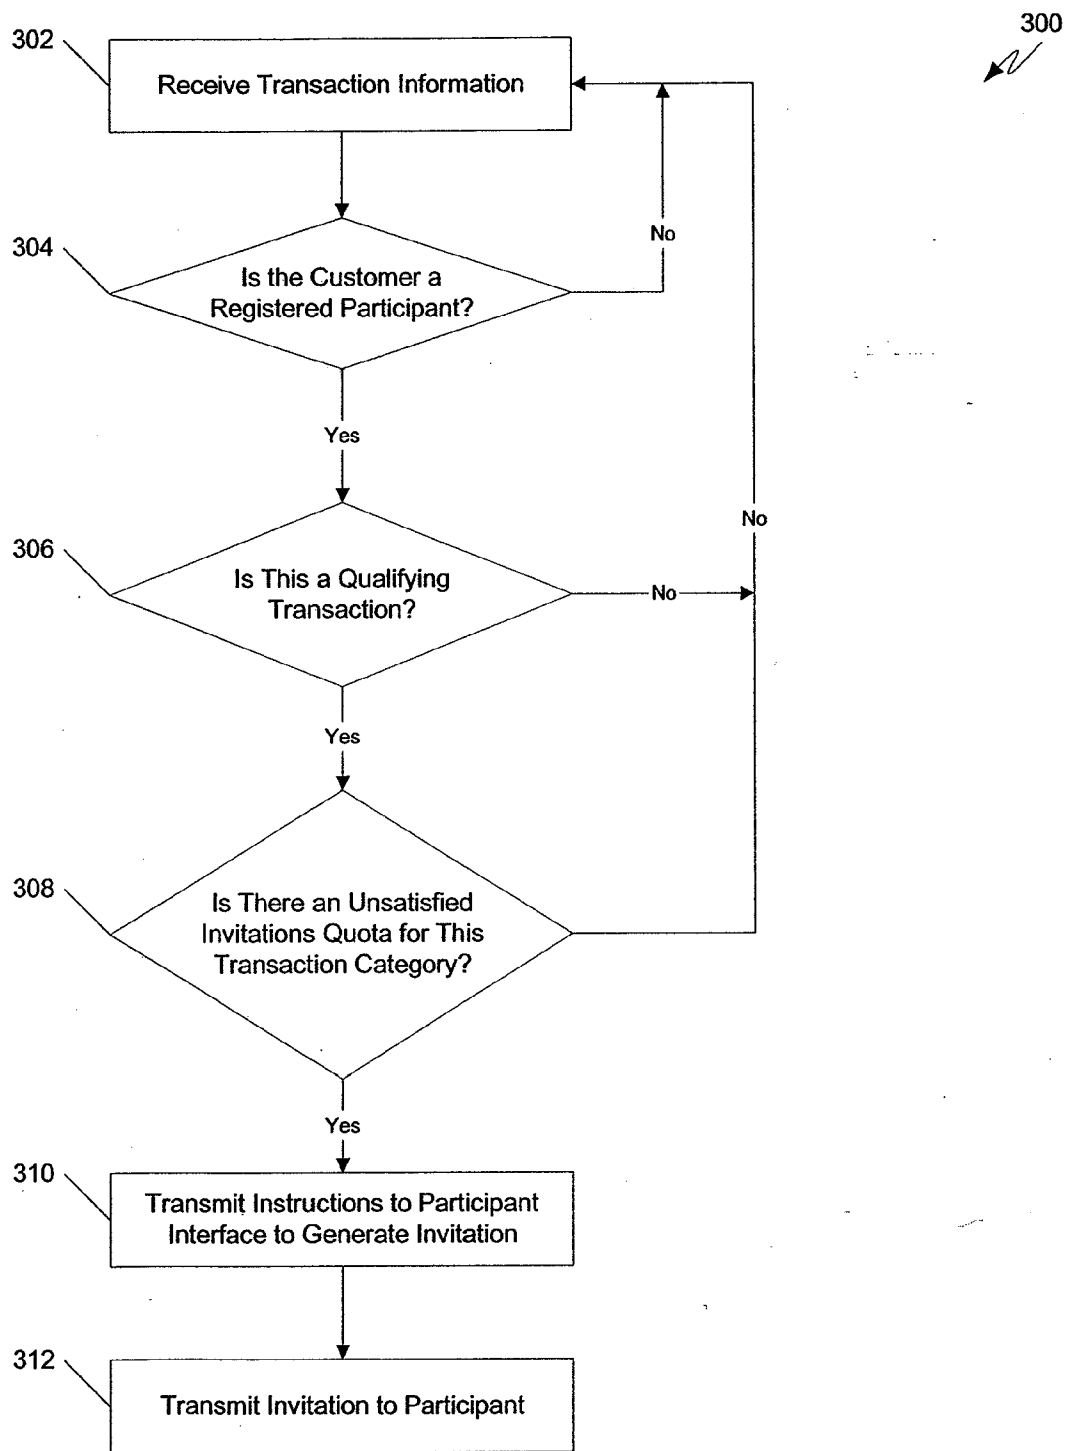 300
302
Receive Transaction Information
No
304
Is the Customer a
Registered Participant?
Yes
No
306
Is This a Qualifying
Transaction?
No
Yes
308
Is There an Unsatisfied
Invitations Quota for This
Transaction Category?
Yes
310
Transmit Instructions to Participant
Interface to Generate Invitation
312
Transmit Invitation to Participant